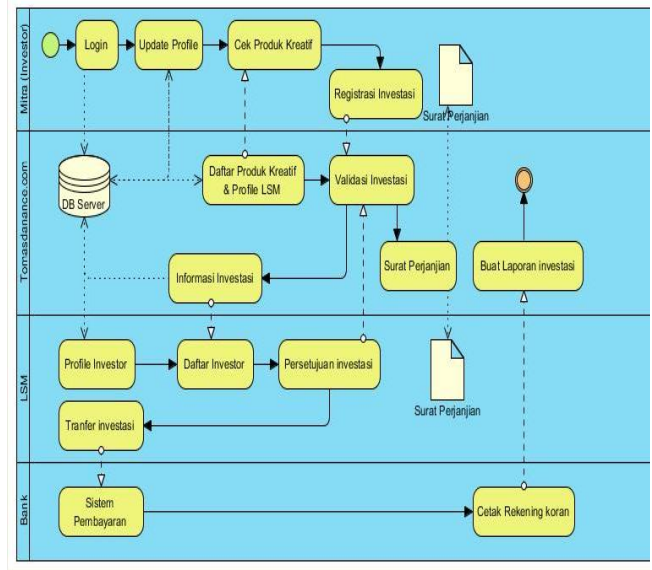 Mitra (Investor)
Login
Update Profile
Cek Produk Kreatif
Registrasi Investasi
Surat Perjanjian
Tomasdanance.com
DB Server
Daftar Produk Kreatif
& Profile LSM
Validasi Investasi
Informasi Investasi
Surat Perjanjian
Buat Laporan investasi
LSM
Profile Investor
Daftar Investor
Persetujuan investasi
Surat Perjanjian
Tranfer investasi
Bank
Sistem
Pembayaran
Cetak Rekening koran